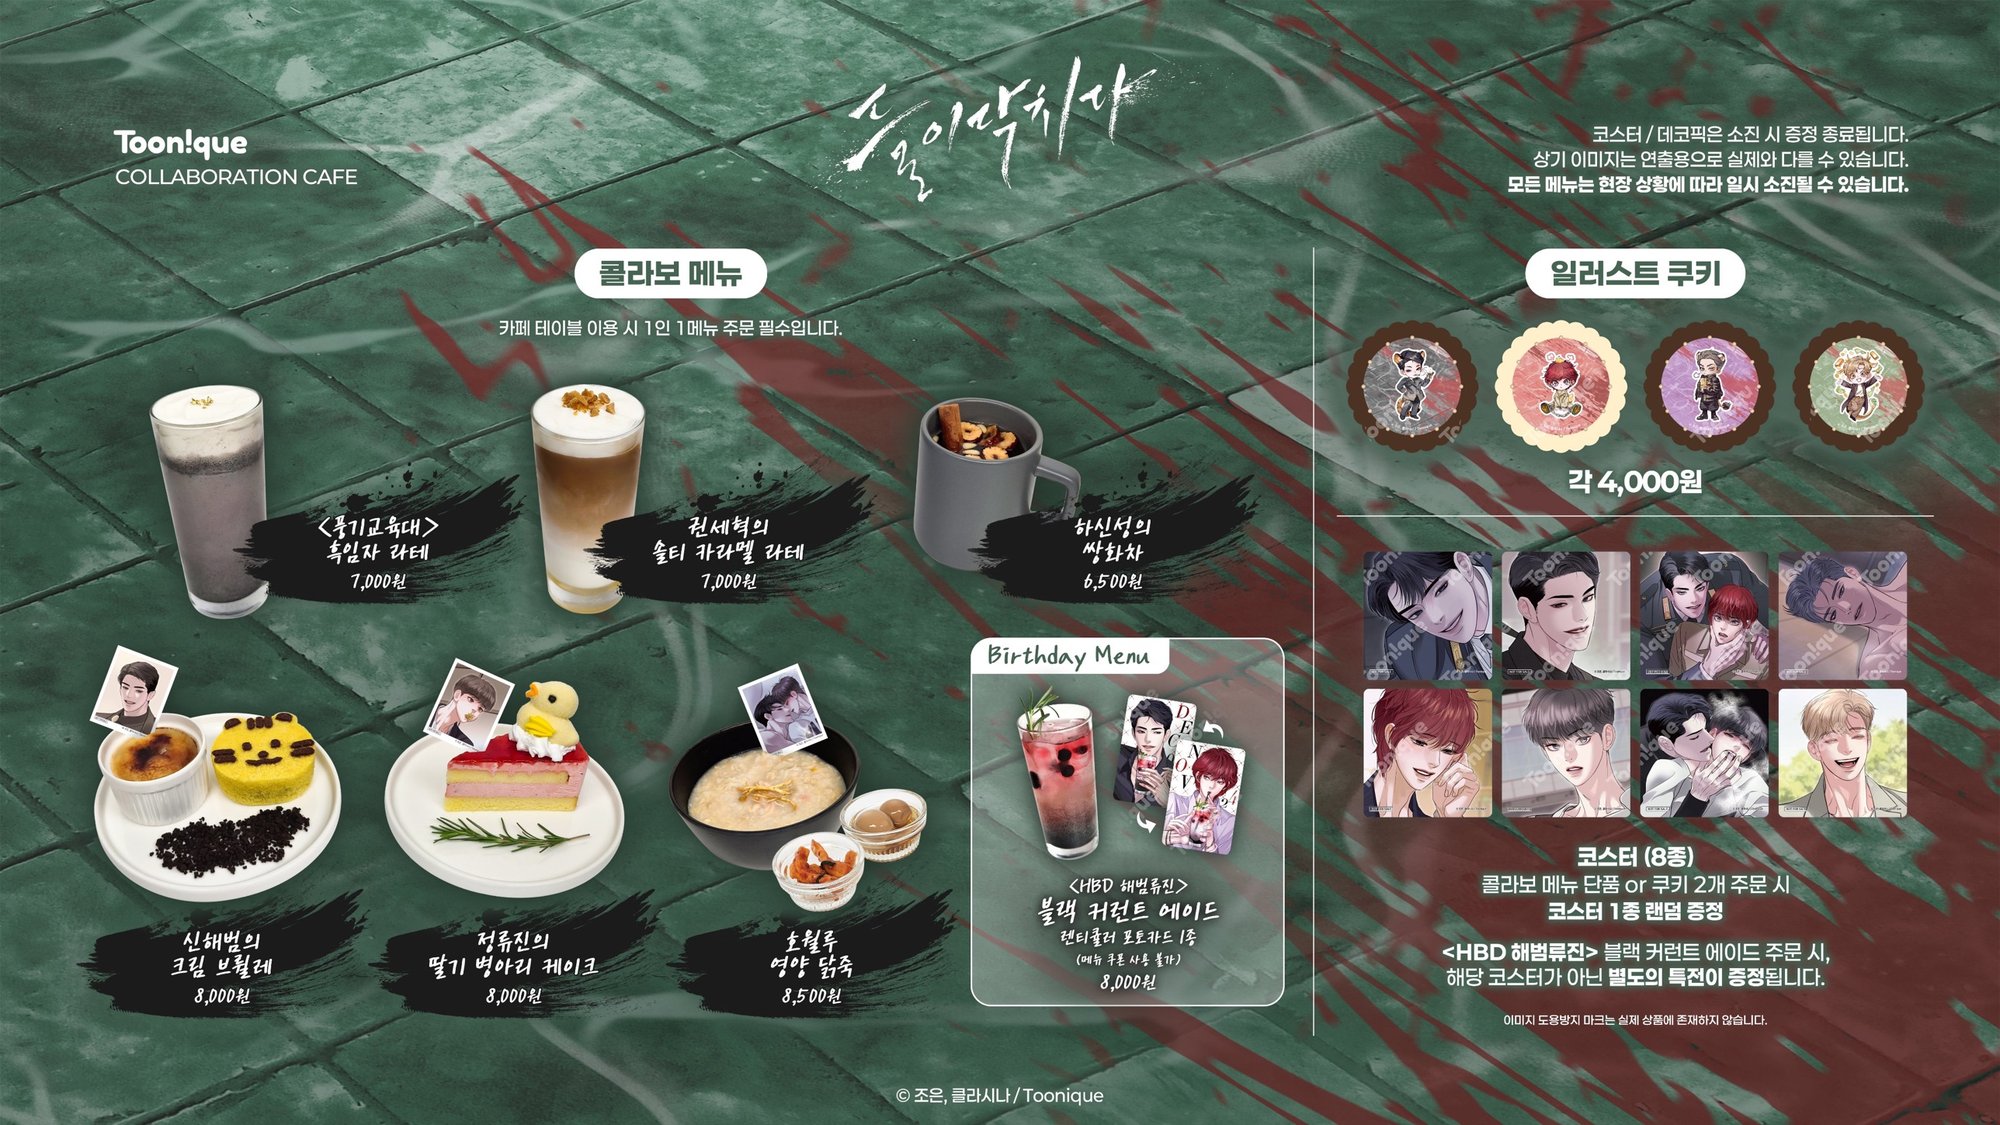 Toon!que
COLLABORATION CAFE
들이닥치다
코스터 / 데코픽은 소진 시 증정 종료됩니다.
상기 이미지는 연출용으로 실제와 다를 수 있습니다.
모든 메뉴는 현장 상황에 따라 일시 소진될 수 있습니다.
콜라보 메뉴
카페 테이블 이용 시 1인 1메뉴 주문 필수입니다.
<풍기교육대>
흑임자 라떼
7,000원
권세혁의
솔티 카라멜 라떼
7,000원
하신성의
쌍화차
6,500원
신해범의
크림 브륄레
8,000원
정류진의
딸기 병아리 케이크
8,000원
호월루
영양 닭죽
8,500원
Birthday Menu
DEC
NOV
24
<HBD 해범류진>
블랙 커런트 에이드
렌티큘러 포토카드 1종
(메뉴 쿠폰 사용 불가)
8,000원
일러스트 쿠키
각 4,000원
코스터 (8종)
콜라보 메뉴 단품 or 쿠키 2개 주문 시
코스터 1종 랜덤 증정
<HBD 해범류진> 블랙 커런트 에이드 주문 시,
해당 코스터가 아닌 별도의 특전이 증정됩니다.
이미지 도용방지 마크는 실제 상품에 존재하지 않습니다.
© 조은, 클라시나 / Toonique